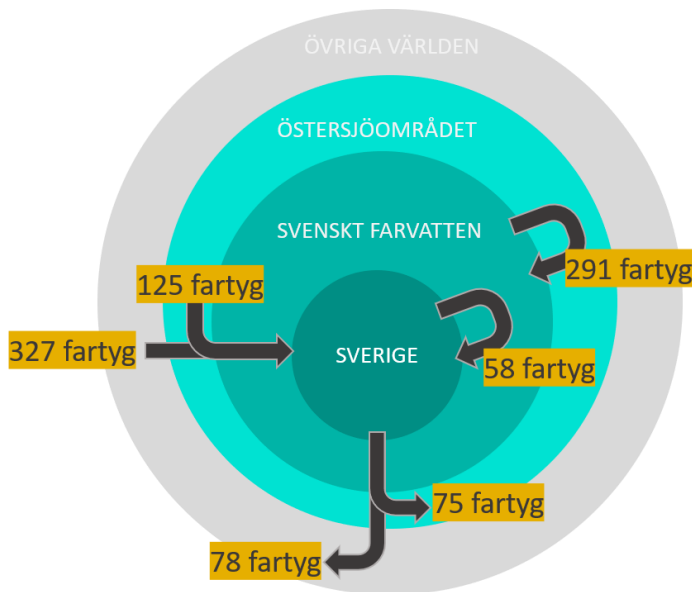 ÖVRIGA VÄRLDEN
ÖSTERSJÖOMRÅDET
SVENSKT FARVATTEN
291 fartyg
125 fartyg
327 fartyg
SVERIGE
58 fartyg
75 fartyg
78 fartyg